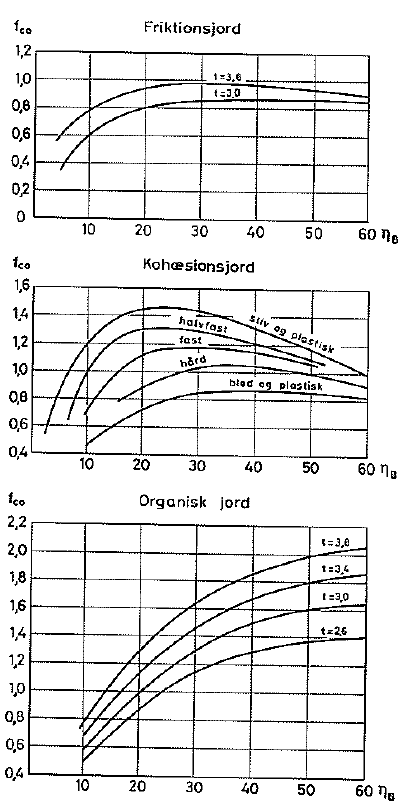 f_co Friktionsjord
1,2
1,0
0,8
0,6
0,4
0,2
0
t=3,6
t=3,0
10 20 30 40 50 60 η_B
f_co Kohæsionsjord
1,6
1,4
1,2
1,0
0,8
0,6
0,4
stiv og plastisk
halvfast
fast
hård
blød og plastisk
10 20 30 40 50 60 η_B
f_co Organisk jord
2,2
2,0
1,8
1,6
1,4
1,2
1,0
0,8
0,6
0,4
t=3,8
t=3,4
t=3,0
t=2,6
10 20 30 40 50 60 η_B